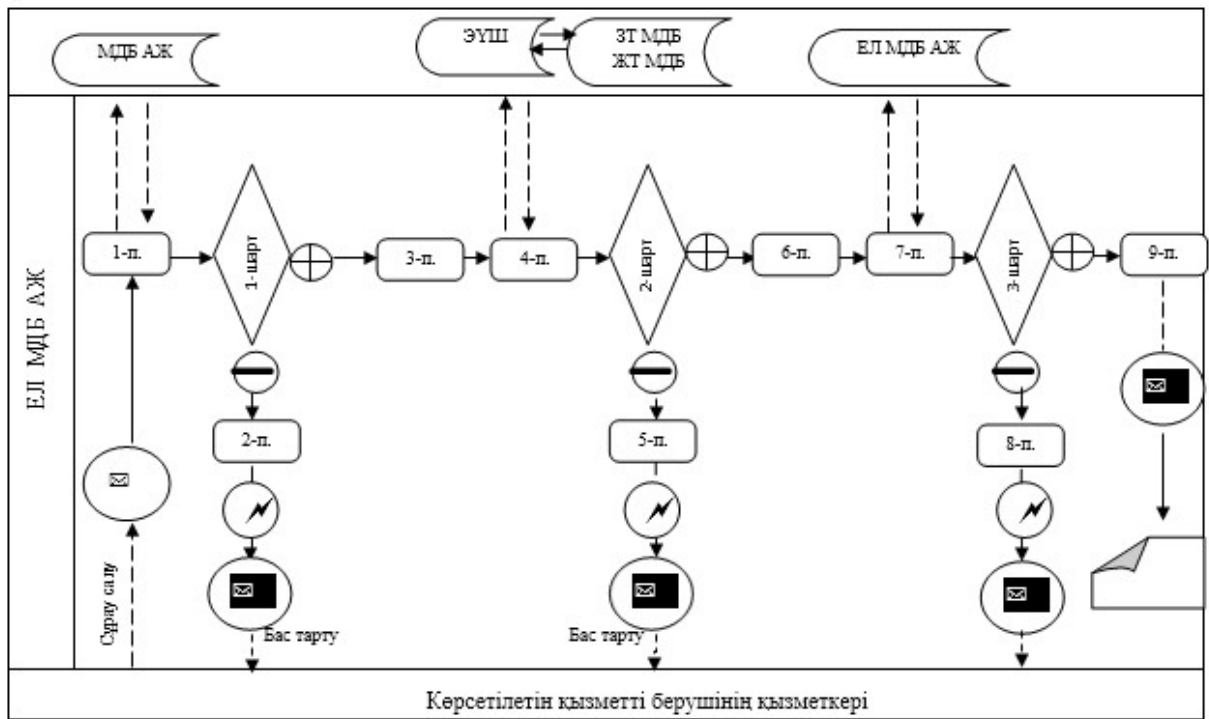 МДБ АЖ
ЭҮШ
ЗТ МДБ
ЖТ МДБ
ЕЛ МДБ АЖ
ЕЛ МДБ АЖ
1-п.
1-шарт
3-п.
4-п.
2-шарт
6-п.
7-п.
3-шарт
9-п.
2-п.
5-п.
8-п.
Сұрау салу
Бас тарту
Бас тарту
Көрсетілетін қызметті берушінің қызметкері